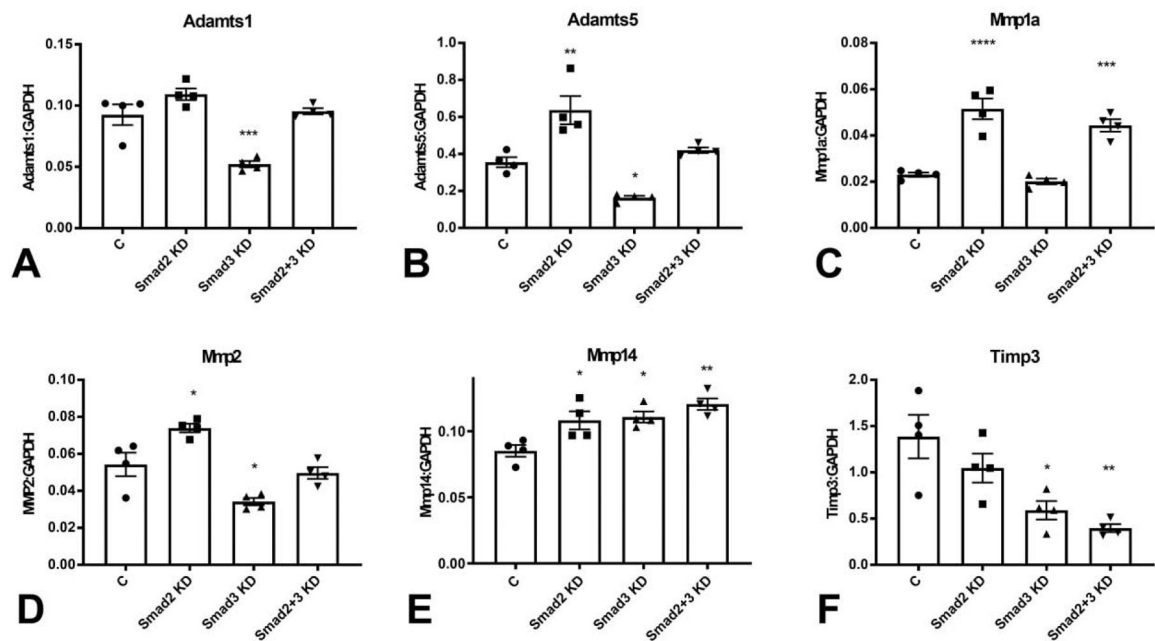 Adamts1
Adamts1:GAPDH
0.15
0.10
0.05
0.00
***
C
Smad2 KD
Smad3 KD
Smad2+3 KD
A
Adamts5
Adamts5:GAPDH
1.0
0.8
0.6
0.4
0.2
0.0
**
*
C
Smad2 KD
Smad3 KD
Smad2+3 KD
B
Mmp1a
Mmp1a:GAPDH
0.08
0.06
0.04
0.02
0.00
****
***
C
Smad2 KD
Smad3 KD
Smad2+3 KD
C
Mmp2
MMP2:GAPDH
0.10
0.08
0.06
0.04
0.02
0.00
*
*
C
Smad2 KD
Smad3 KD
Smad2+3 KD
D
Mmp14
Mmp14:GAPDH
0.10
0.05
0.00
*
*
**
C
Smad2 KD
Smad3 KD
Smad2+3 KD
E
Timp3
Timp3:GAPDH
2.0
1.5
1.0
0.5
0.0
*
**
C
Smad2 KD
Smad3 KD
Smad2+3 KD
F